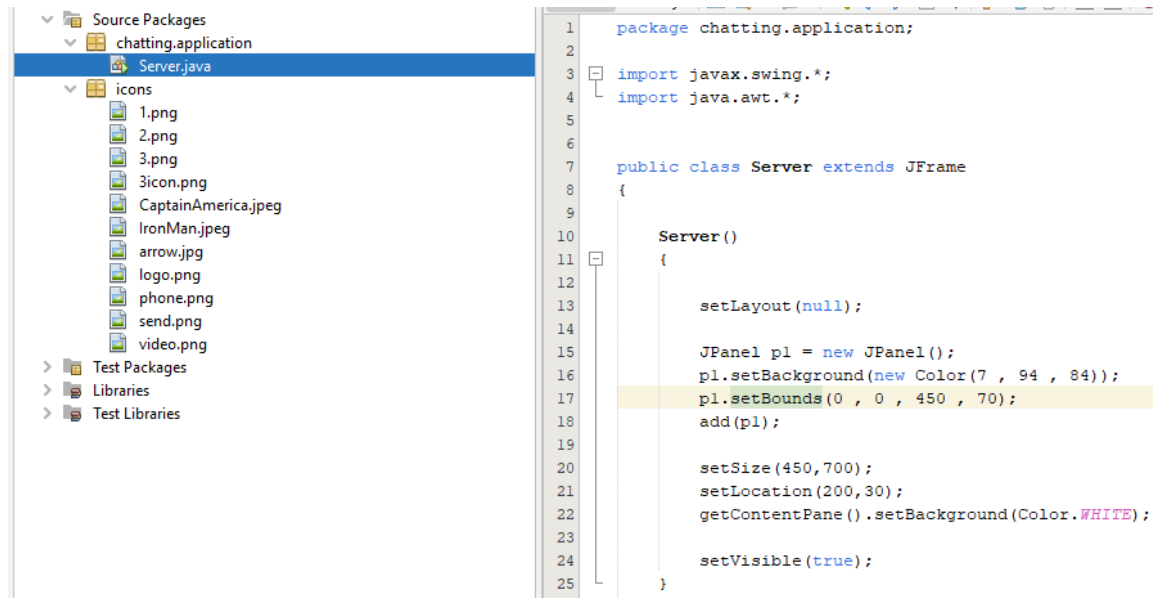 Source Packages
chatting.application
Server.java
icons
1.png
2.png
3.png
3icon.png
CaptainAmerica.jpeg
IronMan.jpeg
arrow.jpg
logo.png
phone.png
send.png
video.png
Test Packages
Libraries
Test Libraries
1 package chatting.application;
2
3 import javax.swing.*;
4 import java.awt.*;
5
6
7 public class Server extends JFrame
8 {
9
10 Server()
11 {
12
13 setLayout(null);
14
15 JPanel p1 = new JPanel();
16 p1.setBackground(new Color(7 , 94 , 84));
17 p1.setBounds(0 , 0 , 450 , 70);
18 add(p1);
19
20 setSize(450,700);
21 setLocation(200,30);
22 getContentPane().setBackground(Color.WHITE);
23
24 setVisible(true);
25 }